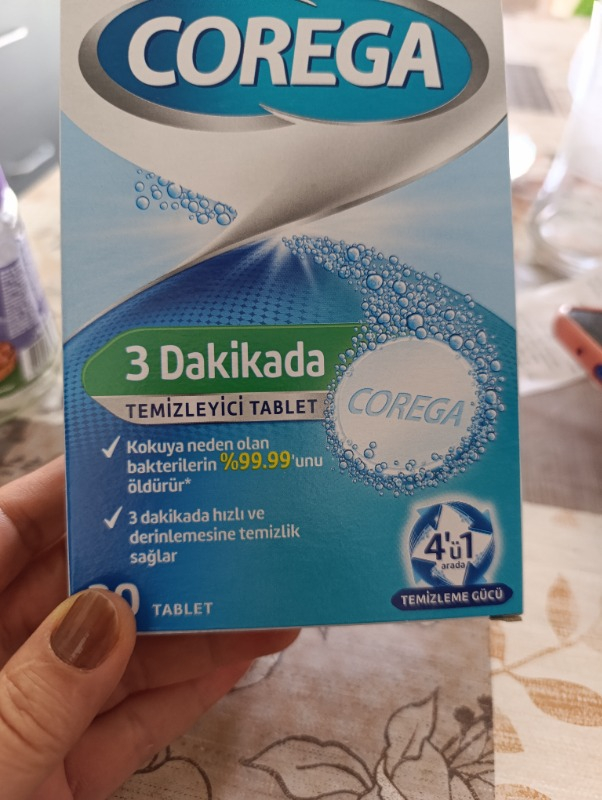 COREGA
3 Dakikada
TEMİZLEYİCİ TABLET
COREGA
Kokuya neden olan
bakterilerin %99.99'unu
öldürür*
3 dakikada hızlı ve
derinlemesine temizlik
sağlar
4'ü1
arada
TEMİZLEME GÜCÜ
TABLET